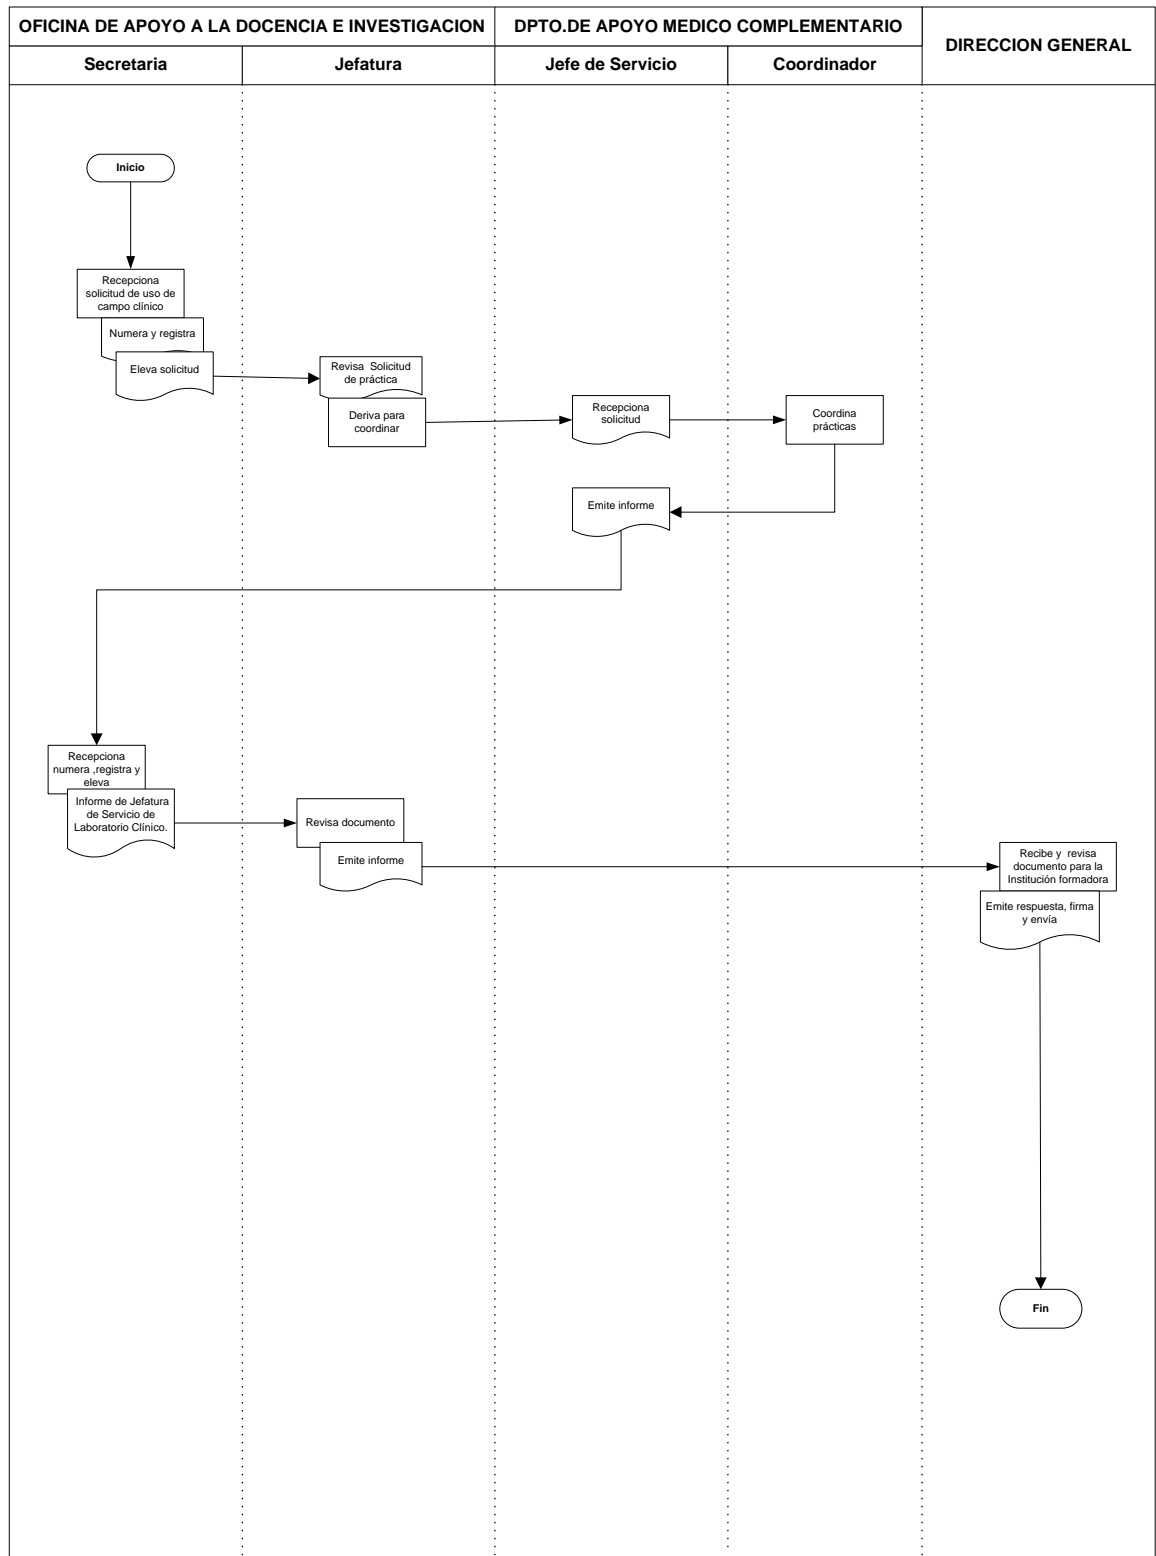 OFICINA DE APOYO A LA DOCENCIA E INVESTIGACION
DPTO.DE APOYO MEDICO COMPLEMENTARIO
DIRECCION GENERAL
Secretaria
Jefatura
Jefe de Servicio
Coordinador
Inicio
Recepciona
solicitud de uso de
campo clínico
Numera y registra
Eleva solicitud
Revisa Solicitud
de práctica
Deriva para
coordinar
Recepciona
solicitud
Coordina
prácticas
Emite informe
Recepciona
numera ,registra y
eleva
Informe de Jefatura
de Servicio de
Laboratorio Clínico.
Revisa documento
Emite informe
Recibe y revisa
documento para la
Institución formadora
Emite respuesta, firma
y envía
Fin